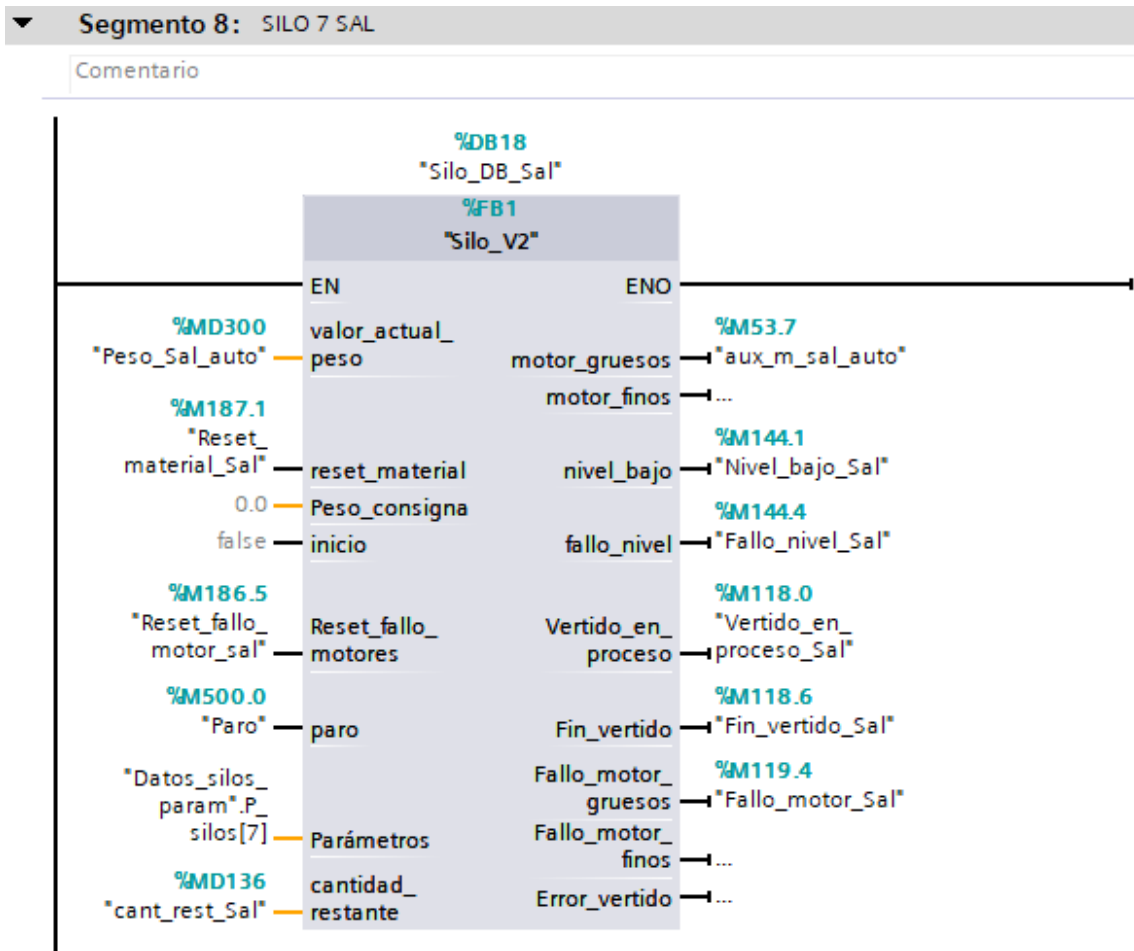 Segmento 8: SILO 7 SAL
Comentario
%DB18
"Silo_DB_Sal"
%FB1
"Silo_V2"
EN
ENO
%MD300
"Peso_Sal_auto"
valor_actual_
peso
%M187.1
"Reset_
material_Sal"
reset_material
0.0
Peso_consigna
false
inicio
%M186.5
"Reset_fallo_
motor_sal"
Reset_fallo_
motores
%M500.0
"Paro"
paro
"Datos_silos_
param".P_
silos[7]
Parámetros
%MD136
"cant_rest_Sal"
cantidad_
restante
motor_gruesos
%M53.7
"aux_m_sal_auto"
motor_finos
...
nivel_bajo
%M144.1
"Nivel_bajo_Sal"
fallo_nivel
%M144.4
"Fallo_nivel_Sal"
Vertido_en_
proceso
%M118.0
"Vertido_en_
proceso_Sal"
Fin_vertido
%M118.6
"Fin_vertido_Sal"
Fallo_motor_
gruesos
%M119.4
"Fallo_motor_Sal"
Fallo_motor_
finos
...
Error_vertido
...